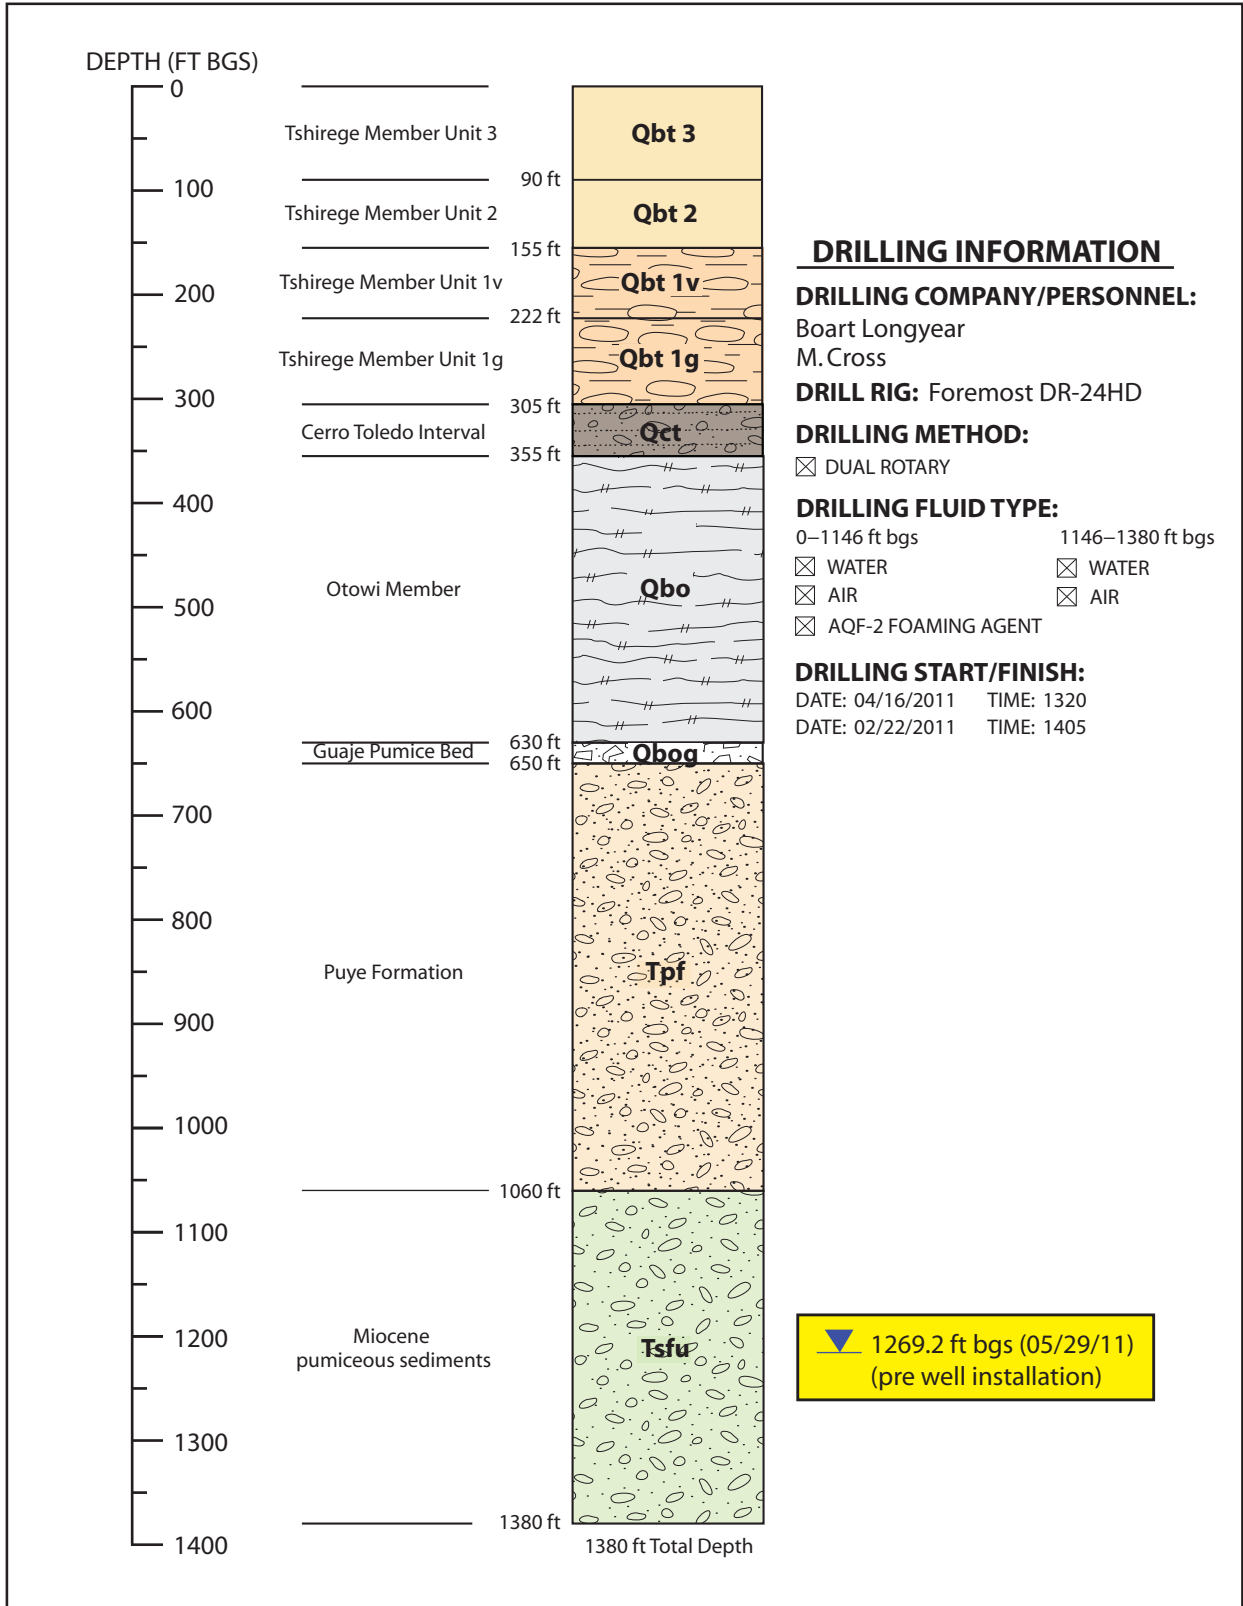 DEPTH (FT BGS)
0
Tshirege Member Unit 3
Qbt 3
90 ft
100
Tshirege Member Unit 2
Qbt 2
155 ft
Tshirege Member Unit 1v
Qbt 1v
200
222 ft
Tshirege Member Unit 1g
Qbt 1g
300
305 ft
Cerro Toledo Interval
Qct
355 ft
400
Otowi Member
Qbo
500
600
630 ft
Guaje Pumice Bed
Qbog
650 ft
700
800
Puye Formation
Tpf
900
1000
1060 ft
1100
1200
Miocene
pumiceous sediments
Tsfu
1300
1380 ft
1400
1380 ft Total Depth
DRILLING INFORMATION
DRILLING COMPANY/PERSONNEL:
Boart Longyear
M. Cross
DRILL RIG: Foremost DR-24HD
DRILLING METHOD:
DUAL ROTARY
DRILLING FLUID TYPE:
0–1146 ft bgs 1146–1380 ft bgs
WATER WATER
AIR AIR
AQF-2 FOAMING AGENT
DRILLING START/FINISH:
DATE: 04/16/2011 TIME: 1320
DATE: 02/22/2011 TIME: 1405
1269.2 ft bgs (05/29/11)
(pre well installation)